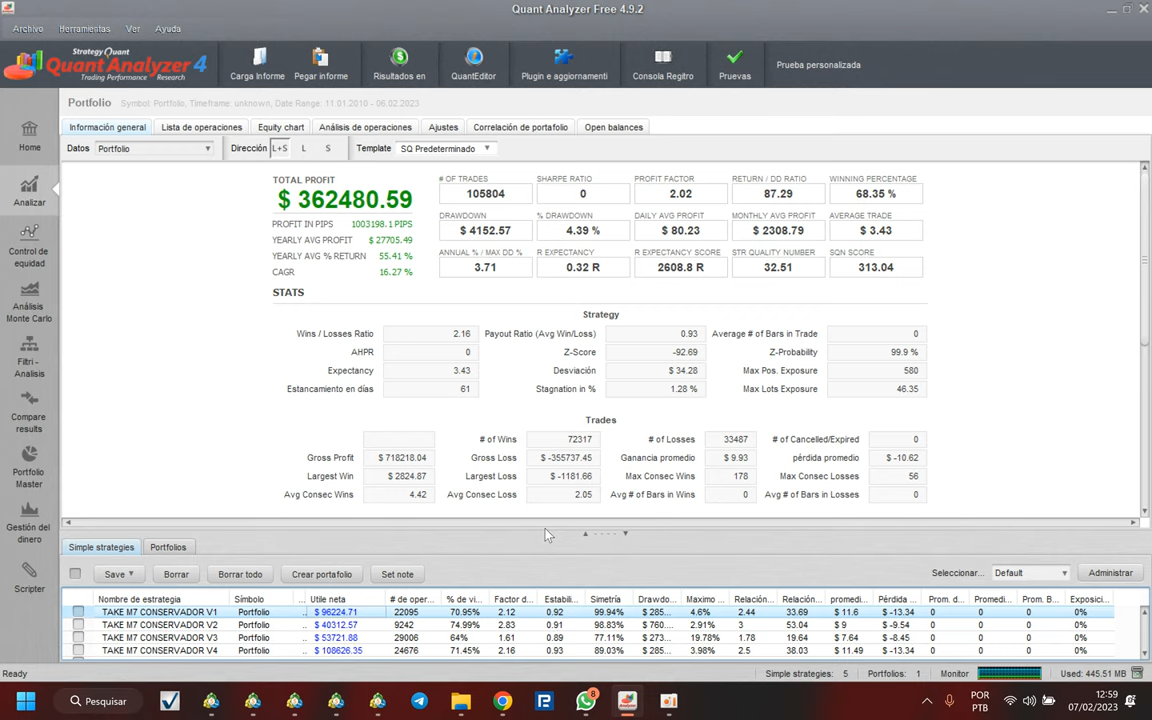 Quant Analyzer Free 4.9.2
Archivo Herramientas Ver Ayuda
StrategyQuant
QuantAnalyzer 4
Trading Performance Research
Carga Informe Pegar informe Risultados en QuantEditor Plugin e aggiornamenti Consola Regitro Pruevas Prueba personalizada
Portfolio Symbol: Portfolio, Timeframe: unknown, Date Range: 11.01.2010 - 06.02.2023
Información general Lista de operaciones Equity chart Análisis de operaciones Ajustes Correlación de portafolio Open balances
Datos Portfolio Dirección L+S L S Template SQ Predeterminado
Home
Analizar
Control de equidad
Análisis Monte Carlo
Filtri - Analisis
Compare results
Portfolio Master
Gestión del dinero
Scripter
TOTAL PROFIT
$ 362480.59
PROFIT IN PIPS 1003198.1 PIPS
YEARLY AVG PROFIT $ 27705.49
YEARLY AVG % RETURN 55.41 %
CAGR 16.27 %
# OF TRADES SHARPE RATIO PROFIT FACTOR RETURN / DD RATIO WINNING PERCENTAGE
105804 0 2.02 87.29 68.35 %
DRAWDOWN % DRAWDOWN DAILY AVG PROFIT MONTHLY AVG PROFIT AVERAGE TRADE
$ 4152.57 4.39 % $ 80.23 $ 2308.79 $ 3.43
ANNUAL % / MAX DD % R EXPECTANCY R EXPECTANCY SCORE STR QUALITY NUMBER SQN SCORE
3.71 0.32 R 2608.8 R 32.51 313.04
STATS
Strategy
Wins / Losses Ratio 2.16 Payout Ratio (Avg Win/Loss) 0.93 Average # of Bars in Trade 0
AHPR 0 Z-Score -92.69 Z-Probability 99.9 %
Expectancy 3.43 Desviación $ 34.28 Max Pos. Exposure 580
Estancamiento en días 61 Stagnation in % 1.28 % Max Lots Exposure 46.35
Trades
# of Wins 72317 # of Losses 33487 # of Cancelled/Expired 0
Gross Profit $ 718218.04 Gross Loss $ -355737.45 Ganancia promedio $ 9.93 pérdida promedio $ -10.62
Largest Win $ 2824.87 Largest Loss $ -1181.66 Max Consec Wins 178 Max Consec Losses 56
Avg Consec Wins 4.42 Avg Consec Loss 2.05 Avg # of Bars in Wins 0 Avg # of Bars in Losses 0
Simple strategies Portfolios
Save Borrar Borrar todo Crear portafolio Set note Seleccionar... Default Administrar
Nombre de estrategia Símbolo ... Utile neta # de oper... % de vi... Factor d... Estabili... Simetría Drawdo... Maximo ... Relación... Relación... promedi... Pérdida ... Prom. d... Promedi... Prom. B... Exposici...
TAKE M7 CONSERVADOR V1 Portfolio .. $ 96224.71 22095 70.95% 2.12 0.92 99.94% $ 285... 4.6% 2.44 33.69 $ 11.6 $ -13.34 0 0 0 0%
TAKE M7 CONSERVADOR V2 Portfolio .. $ 40312.57 9242 74.99% 2.83 0.91 98.83% $ 760... 2.91% 3 53.04 $ 9 $ -9.54 0 0 0 0%
TAKE M7 CONSERVADOR V3 Portfolio .. $ 53721.88 29006 64% 1.61 0.89 77.11% $ 273... 19.78% 1.78 19.64 $ 7.64 $ -8.45 0 0 0 0%
TAKE M7 CONSERVADOR V4 Portfolio .. $ 108626.35 24676 71.45% 2.16 0.93 89.03% $ 285... 3.98% 2.5 38.03 $ 11.49 $ -13.34 0 0 0 0%
Ready Simple strategies: 5 Portfolios: 1 Monitor Used: 445.51 MB
Pesquisar 8 POR PTB 12:59 07/02/2023